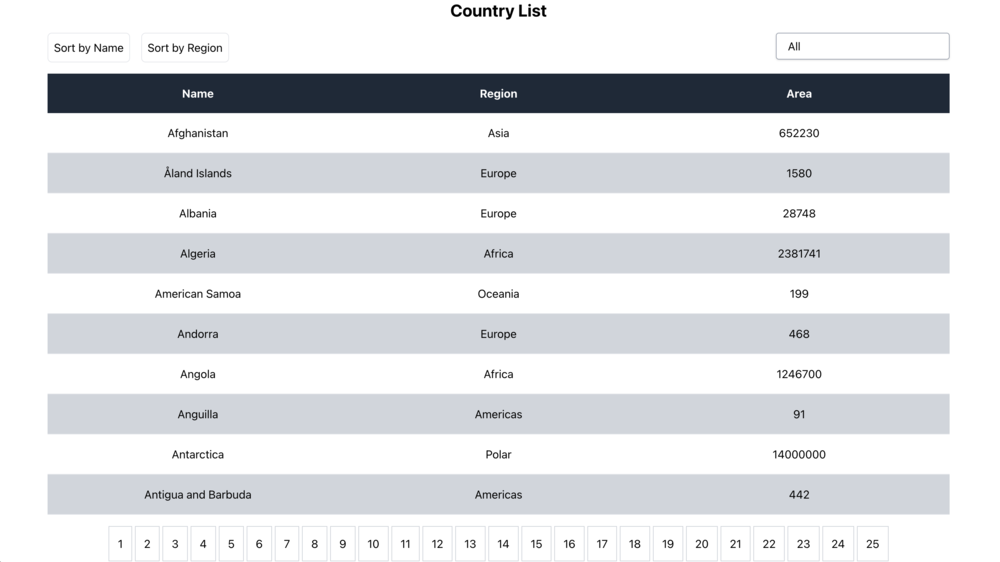 Country List
Sort by Name Sort by Region All
Name Region Area
Afghanistan Asia 652230
Åland Islands Europe 1580
Albania Europe 28748
Algeria Africa 2381741
American Samoa Oceania 199
Andorra Europe 468
Angola Africa 1246700
Anguilla Americas 91
Antarctica Polar 14000000
Antigua and Barbuda Americas 442
1 2 3 4 5 6 7 8 9 10 11 12 13 14 15 16 17 18 19 20 21 22 23 24 25